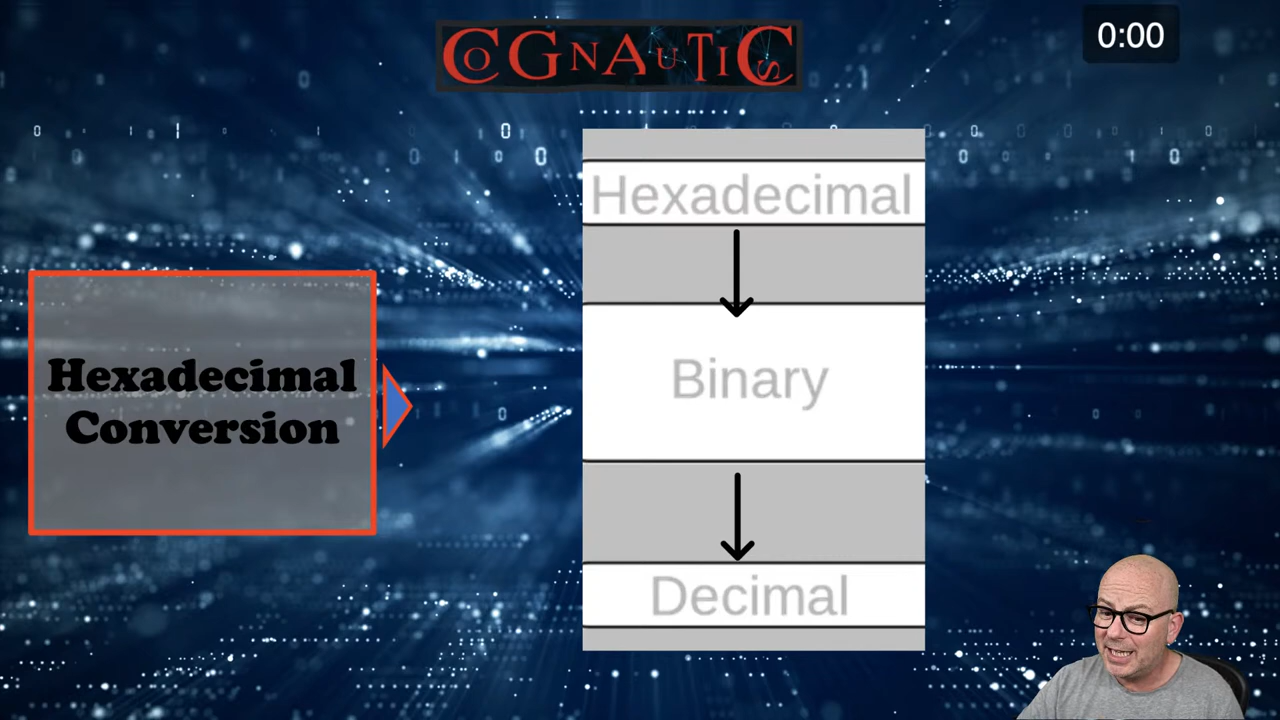 COGNAUTICS
0:00
Hexadecimal
Binary
Decimal
Hexadecimal
Conversion